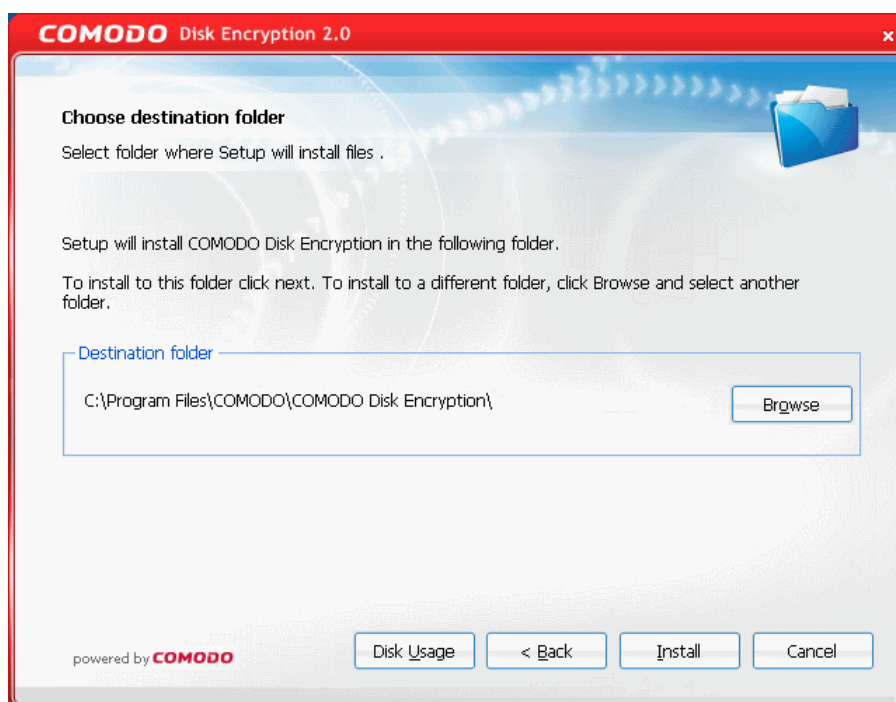 COMODO Disk Encryption 2.0
Choose destination folder
Select folder where Setup will install files .
Setup will install COMODO Disk Encryption in the following folder.
To install to this folder click next. To install to a different folder, click Browse and select another
folder.
Destination folder
C:\Program Files\COMODO\COMODO Disk Encryption\
Browse
powered by COMODO
Disk Usage
< Back
Install
Cancel